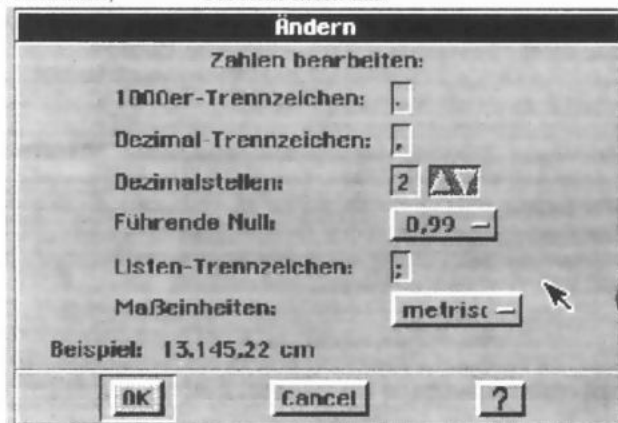 Ändern
Zahlen bearbeiten:
1000er-Trennzeichen: .
Dezimal-Trennzeichen: ,
Dezimalstellen: 2
Führende Null: 0,99
Listen-Trennzeichen: ;
Maßeinheiten: metrisc
Beispiel: 13.145,22 cm
OK Cancel ?